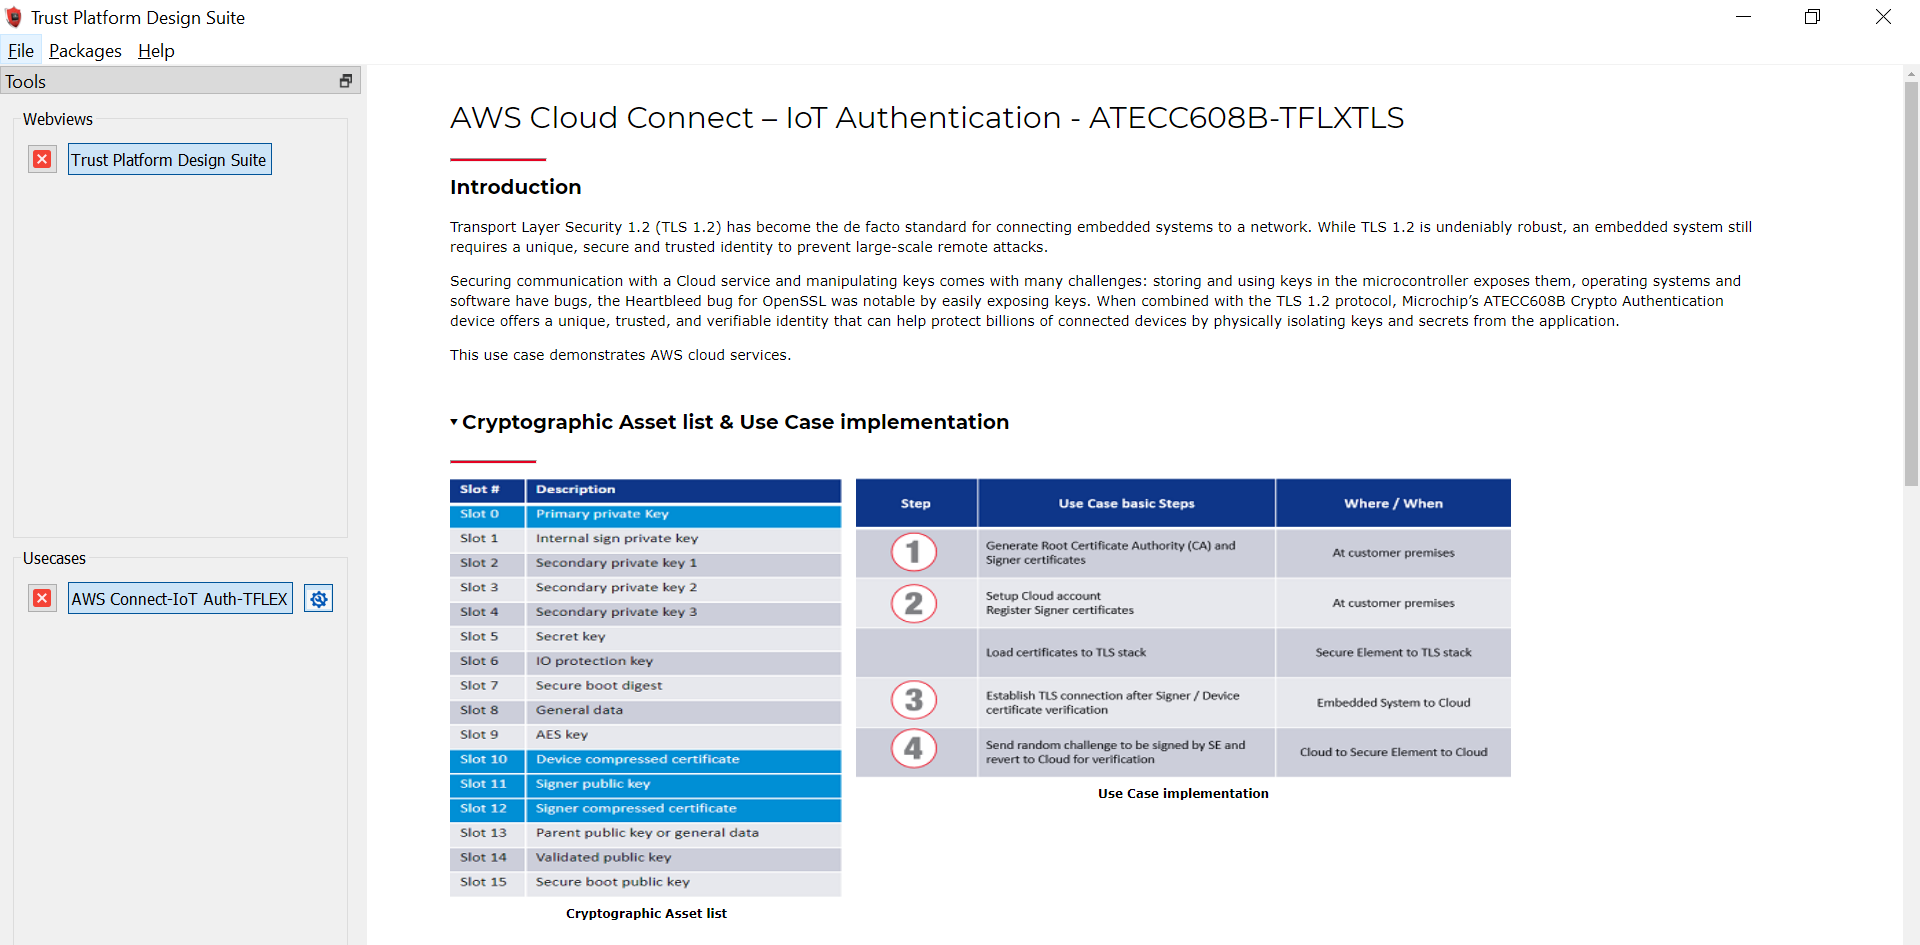 Trust Platform Design Suite
File Packages Help
Tools
Webviews
Trust Platform Design Suite
Usecases
AWS Connect-IoT Auth-TFLEX
AWS Cloud Connect – IoT Authentication - ATECC608B-TFLXTLS
Introduction
Transport Layer Security 1.2 (TLS 1.2) has become the de facto standard for connecting embedded systems to a network. While TLS 1.2 is undeniably robust, an embedded system still
requires a unique, secure and trusted identity to prevent large-scale remote attacks.
Securing communication with a Cloud service and manipulating keys comes with many challenges: storing and using keys in the microcontroller exposes them, operating systems and
software have bugs, the Heartbleed bug for OpenSSL was notable by easily exposing keys. When combined with the TLS 1.2 protocol, Microchip’s ATECC608B Crypto Authentication
device offers a unique, trusted, and verifiable identity that can help protect billions of connected devices by physically isolating keys and secrets from the application.
This use case demonstrates AWS cloud services.
Cryptographic Asset list & Use Case implementation
Slot # Description
Slot 0 Primary private Key
Slot 1 Internal sign private key
Slot 2 Secondary private key 1
Slot 3 Secondary private key 2
Slot 4 Secondary private key 3
Slot 5 Secret key
Slot 6 IO protection key
Slot 7 Secure boot digest
Slot 8 General data
Slot 9 AES key
Slot 10 Device compressed certificate
Slot 11 Signer public key
Slot 12 Signer compressed certificate
Slot 13 Parent public key or general data
Slot 14 Validated public key
Slot 15 Secure boot public key
Cryptographic Asset list
Step Use Case basic Steps Where / When
1 Generate Root Certificate Authority (CA) and
Signer certificates
At customer premises
2 Setup Cloud account
Register Signer certificates
At customer premises
Load certificates to TLS stack Secure Element to TLS stack
3 Establish TLS connection after Signer / Device
certificate verification
Embedded System to Cloud
4 Send random challenge to be signed by SE and
revert to Cloud for verification
Cloud to Secure Element to Cloud
Use Case implementation